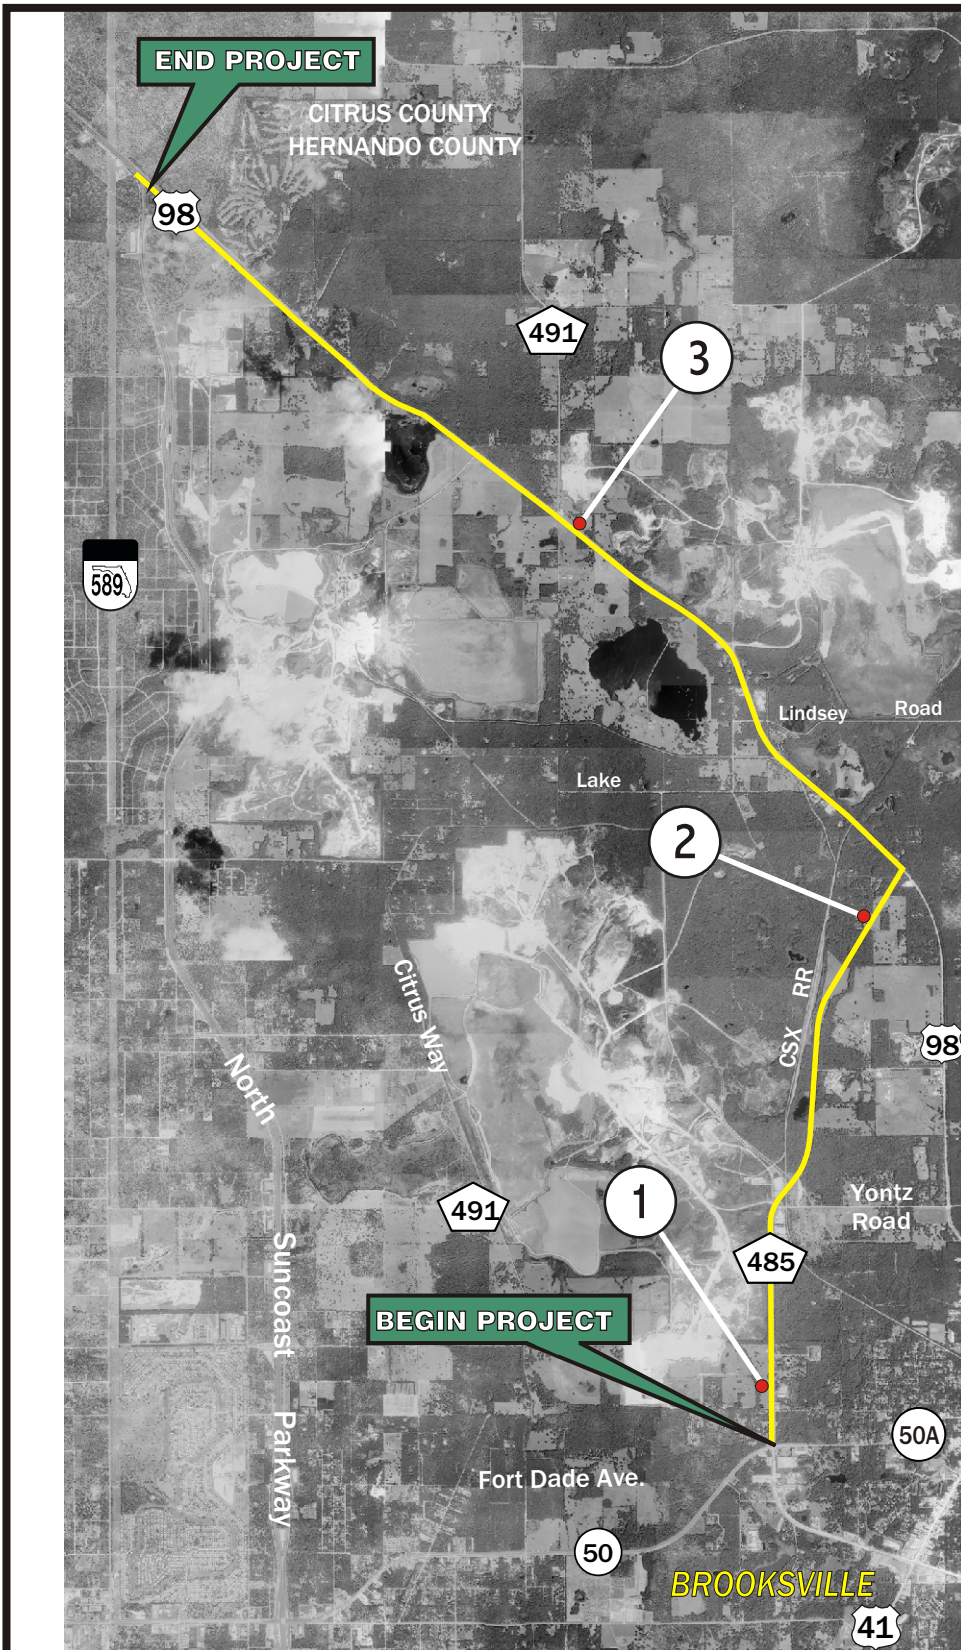 END PROJECT
CITRUS COUNTY
HERNANDO COUNTY
98
491
3
589
Lindsey Road
Lake
2
Citrus Way
CSX RR
98
North
1
Yontz
Road
491
485
Suncoast
BEGIN PROJECT
Parkway
50A
Fort Dade Ave.
50
BROOKSVILLE
41